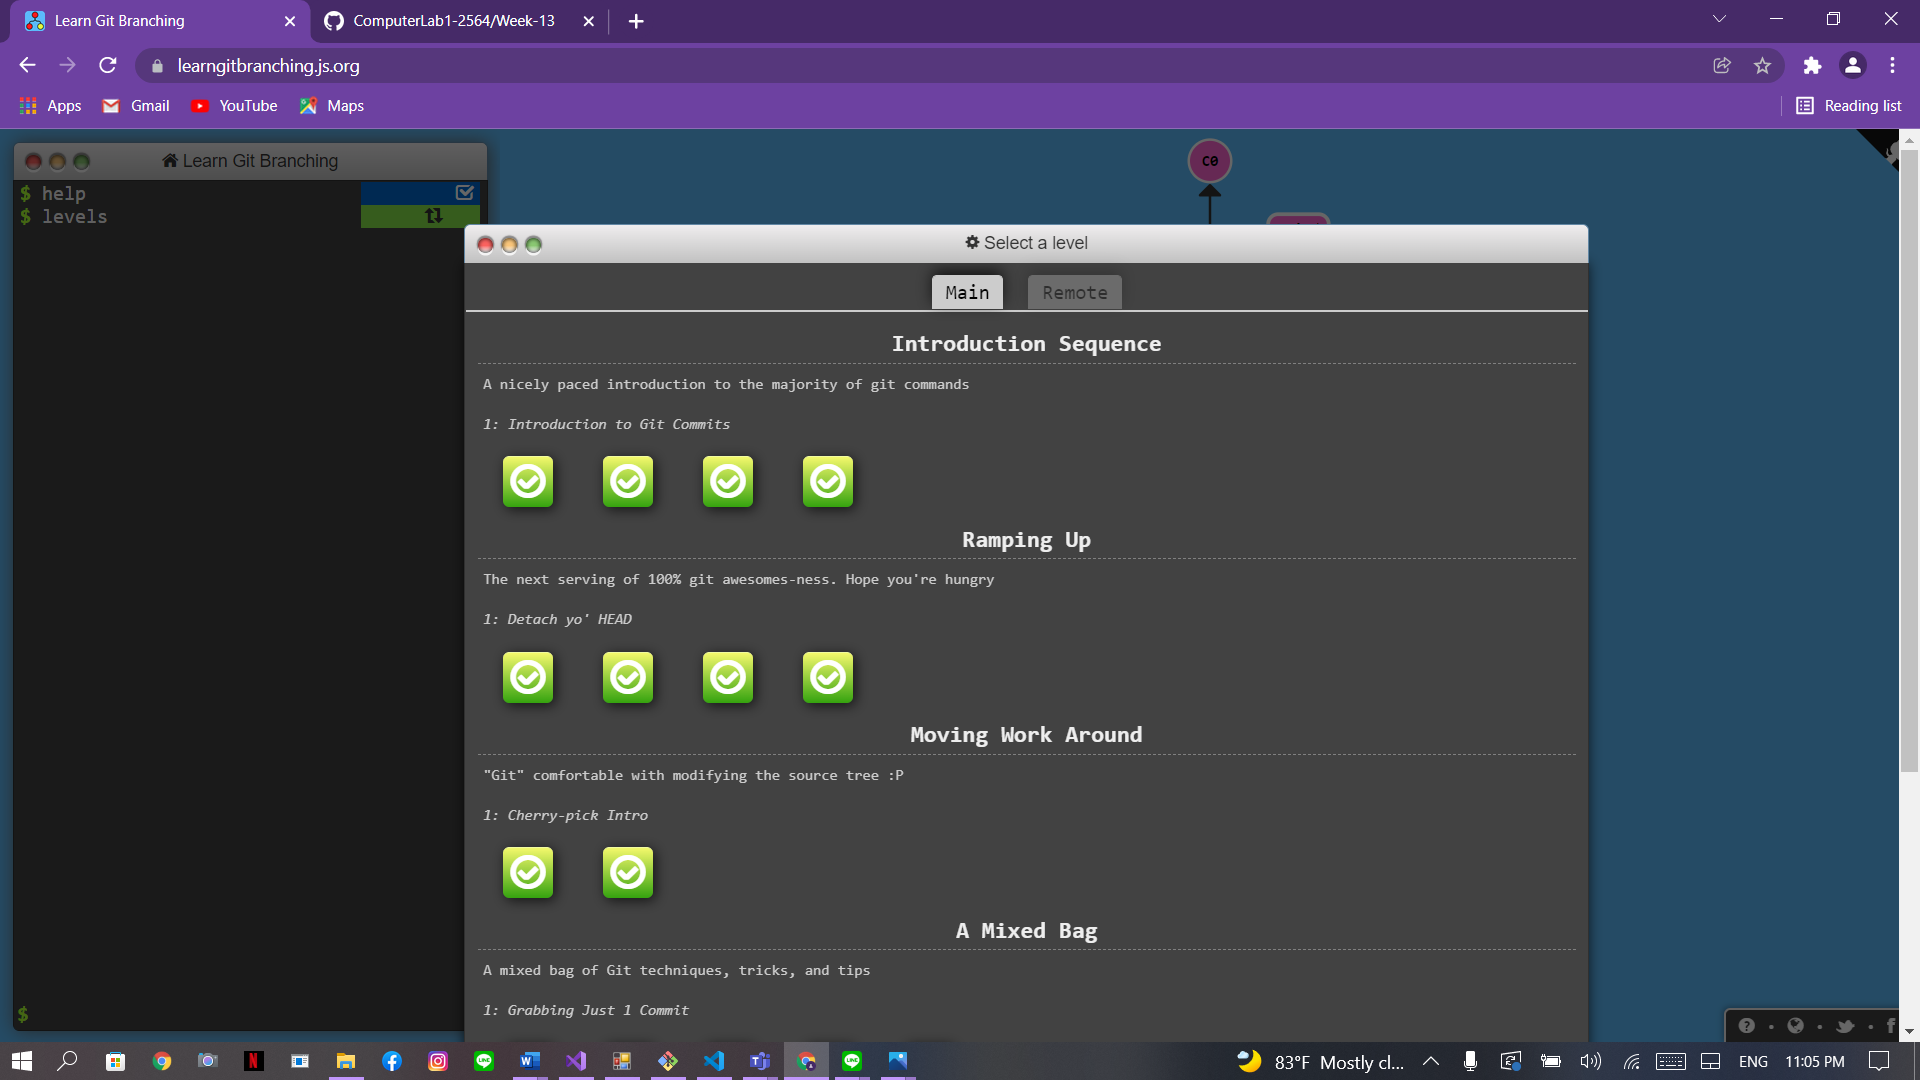 Learn Git Branching
ComputerLab1-2564/Week-13
learngitbranching.js.org
Apps
Gmail
YouTube
Maps
Reading list
Learn Git Branching
$ help
$ levels
$
C0
Select a level
Main
Remote
Introduction Sequence
A nicely paced introduction to the majority of git commands
1: Introduction to Git Commits
Ramping Up
The next serving of 100% git awesomes-ness. Hope you're hungry
1: Detach yo' HEAD
Moving Work Around
"Git" comfortable with modifying the source tree :P
1: Cherry-pick Intro
A Mixed Bag
A mixed bag of Git techniques, tricks, and tips
1: Grabbing Just 1 Commit
83°F Mostly cl...
ENG
11:05 PM